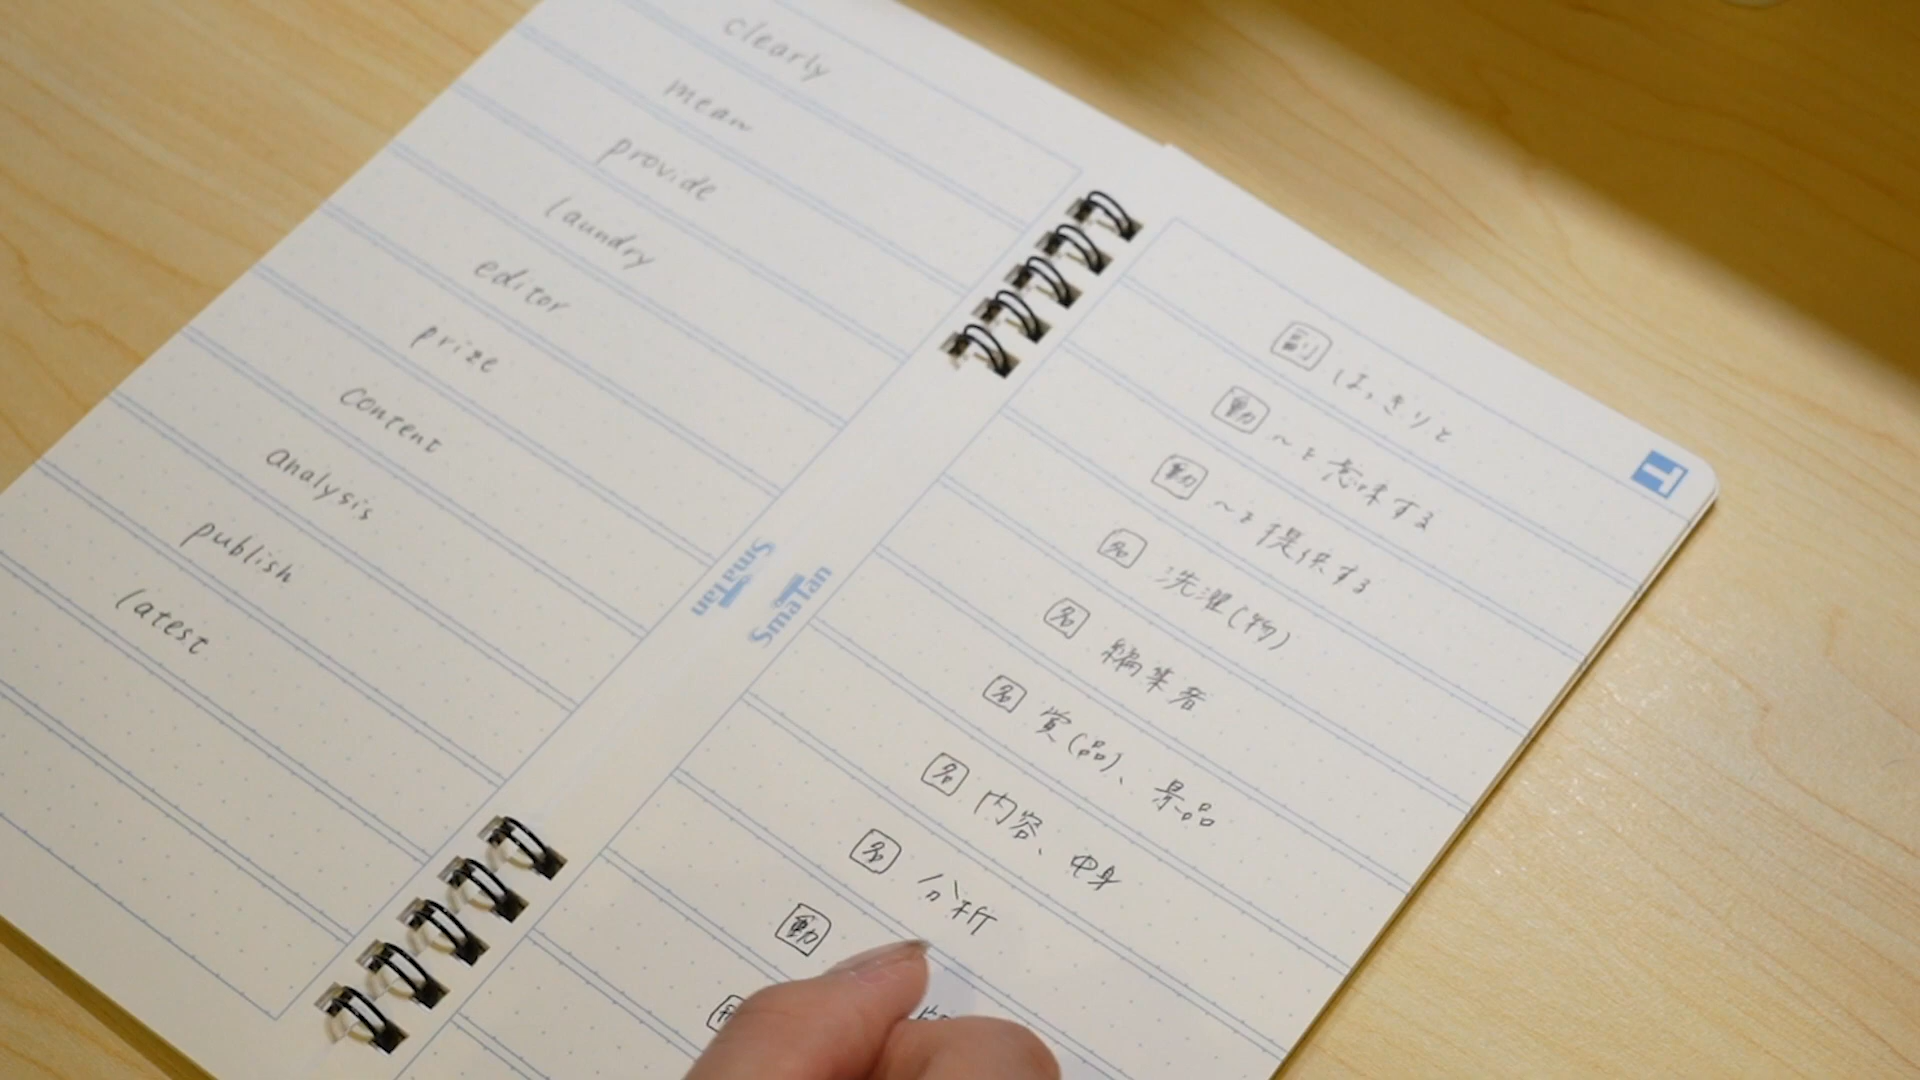 clearly
mean
provide
laundry
editor
prize
content
analysis
publish
latest
SmaTan
SmaTan
T
副 はっきりと
動 〜を意味する
動 〜を提供する
名 洗濯(物)
名 編集者
名 賞(品)、景品
名 内容、中身
名 分析
動